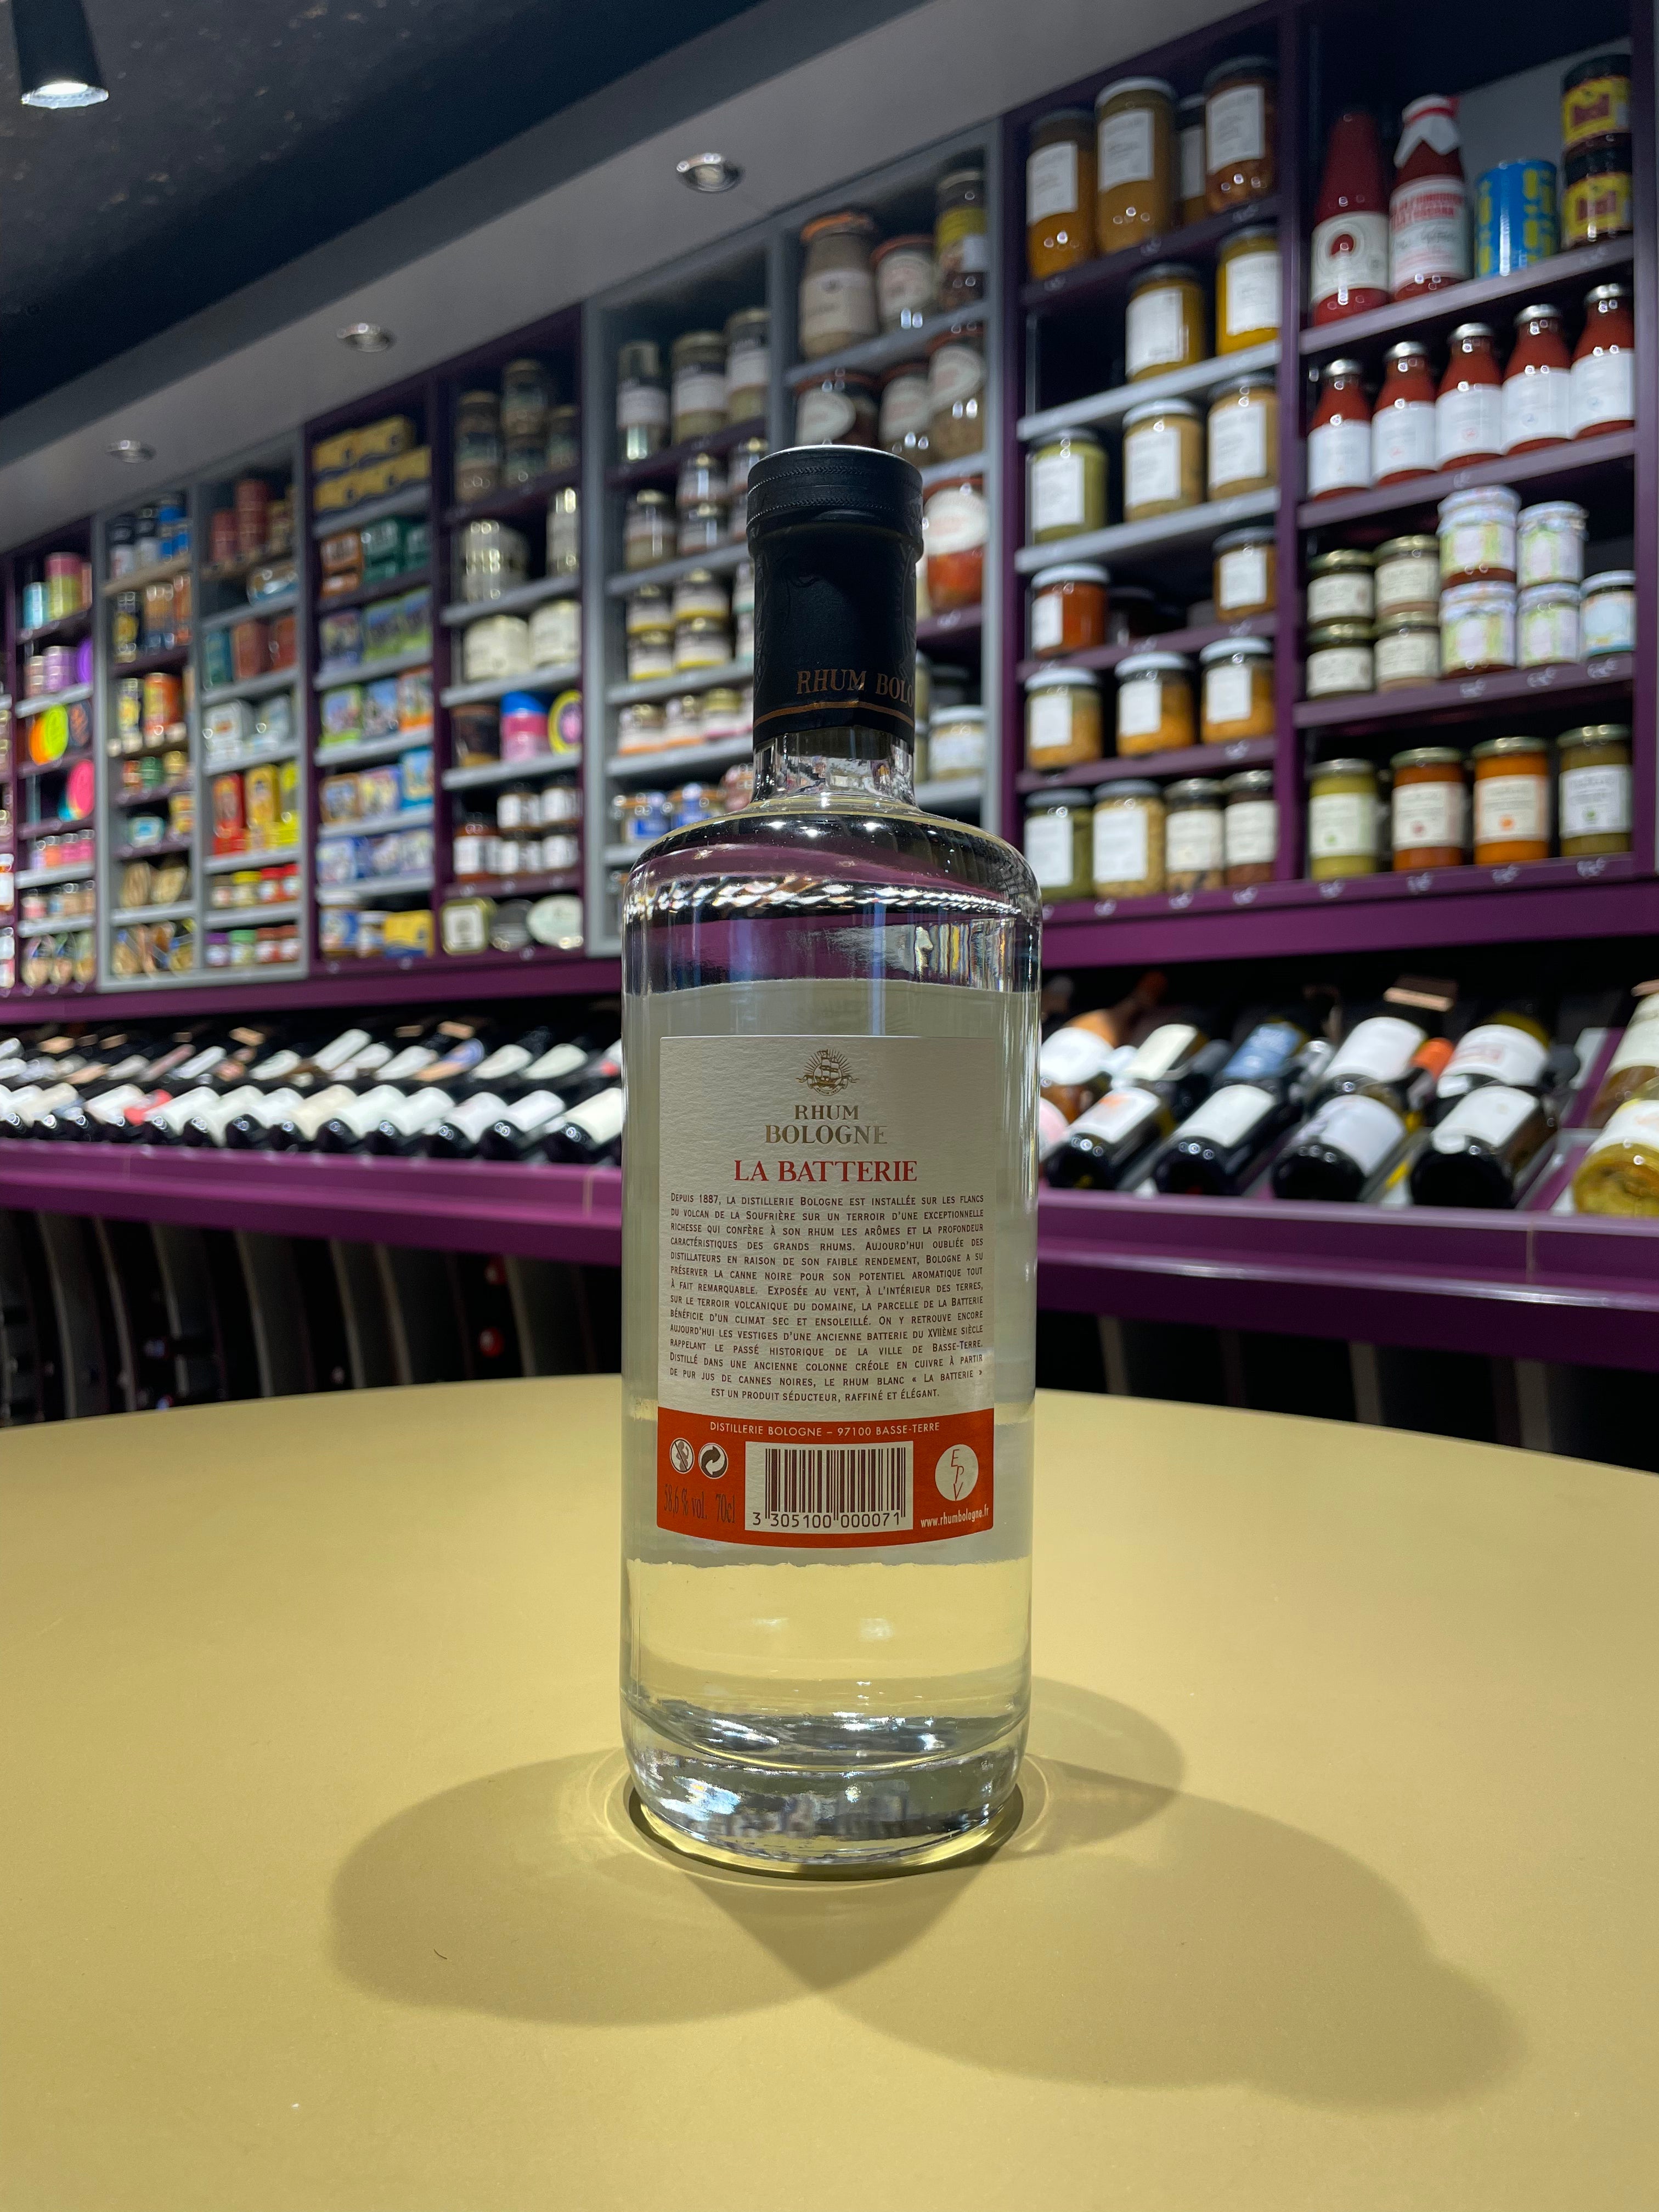 RHUM BOLO
RHUM
BOLOGNE
LA BATTERIE
DEPUIS 1887, LA DISTILLERIE BOLOGNE EST INSTALLÉE SUR LES FLANCS
DU VOLCAN DE LA SOUFRIÈRE SUR UN TERROIR D'UNE EXCEPTIONNELLE
RICHESSE QUI CONFÈRE À SON RHUM LES ARÔMES ET LA PROFONDEUR
CARACTÉRISTIQUES DES GRANDS RHUMS. AUJOURD'HUI OUBLIÉE DES
DISTILLATEURS EN RAISON DE SON FAIBLE RENDEMENT, BOLOGNE A SU
PRÉSERVER LA CANNE NOIRE POUR SON POTENTIEL AROMATIQUE TOUT
À FAIT REMARQUABLE. EXPOSÉE AU VENT, À L'INTÉRIEUR DES TERRES,
SUR LE TERROIR VOLCANIQUE DU DOMAINE, LA PARCELLE DE LA BATTERIE
BÉNÉFICIE D'UN CLIMAT SEC ET ENSOLEILLÉ. ON Y RETROUVE ENCORE
AUJOURD'HUI LES VESTIGES D'UNE ANCIENNE BATTERIE DU XVIIÈME SIÈCLE
RAPPELANT LE PASSÉ HISTORIQUE DE LA VILLE DE BASSE-TERRE.
DISTILLÉ DANS UNE ANCIENNE COLONNE CRÉOLE EN CUIVRE À PARTIR
DE PUR JUS DE CANNES NOIRES, LE RHUM BLANC « LA BATTERIE »
EST UN PRODUIT SÉDUCTEUR, RAFFINÉ ET ÉLÉGANT.
DISTILLERIE BOLOGNE – 97100 BASSE-TERRE
EPV
58,6 % vol. 70cl
3 305100 000071
www.rhumbologne.fr